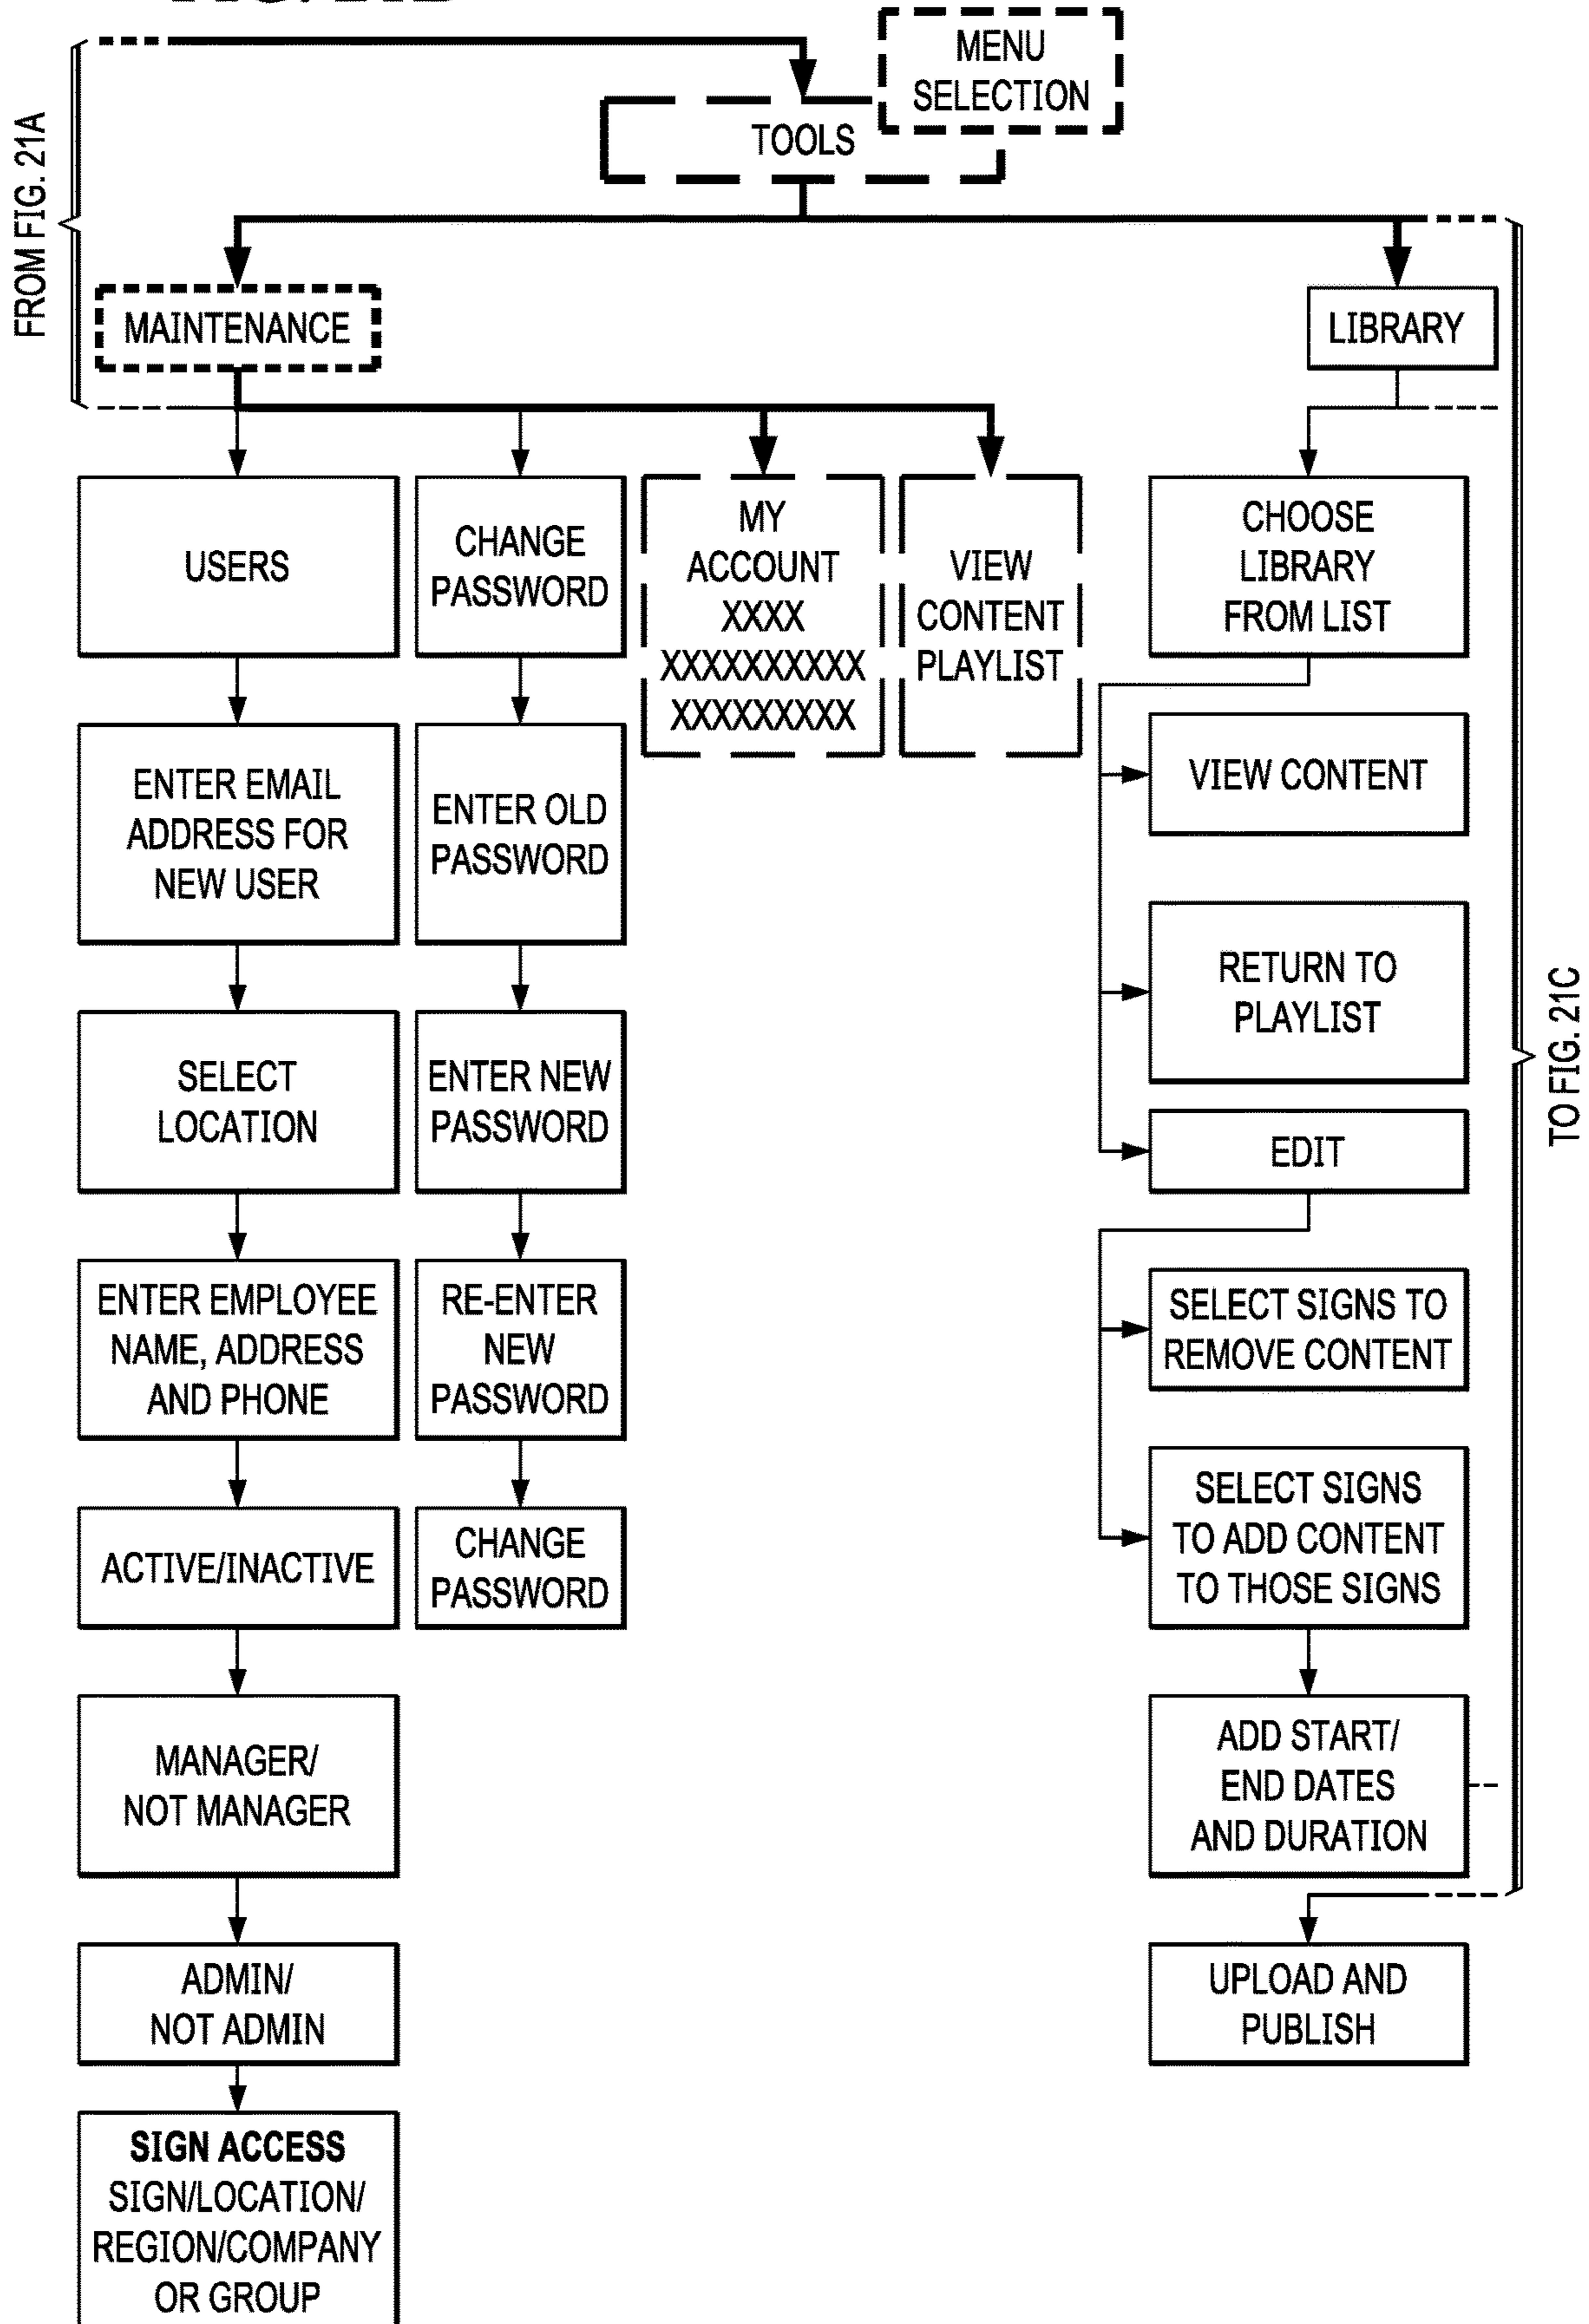 FROM FIG. 21A
MENU
SELECTION
TOOLS
MAINTENANCE
LIBRARY
USERS
ENTER EMAIL
ADDRESS FOR
NEW USER
SELECT
LOCATION
ENTER EMPLOYEE
NAME, ADDRESS
AND PHONE
ACTIVE/INACTIVE
MANAGER/
NOT MANAGER
ADMIN/
NOT ADMIN
SIGN ACCESS
SIGN/LOCATION/
REGION/COMPANY
OR GROUP
CHANGE
PASSWORD
ENTER OLD
PASSWORD
ENTER NEW
PASSWORD
RE-ENTER
NEW
PASSWORD
CHANGE
PASSWORD
MY
ACCOUNT
XXXX
XXXXXXXXXX
XXXXXXXXX
VIEW
CONTENT
PLAYLIST
CHOOSE
LIBRARY
FROM LIST
VIEW CONTENT
RETURN TO
PLAYLIST
EDIT
SELECT SIGNS TO
REMOVE CONTENT
SELECT SIGNS
TO ADD CONTENT
TO THOSE SIGNS
ADD START/
END DATES
AND DURATION
UPLOAD AND
PUBLISH
TO FIG. 21C